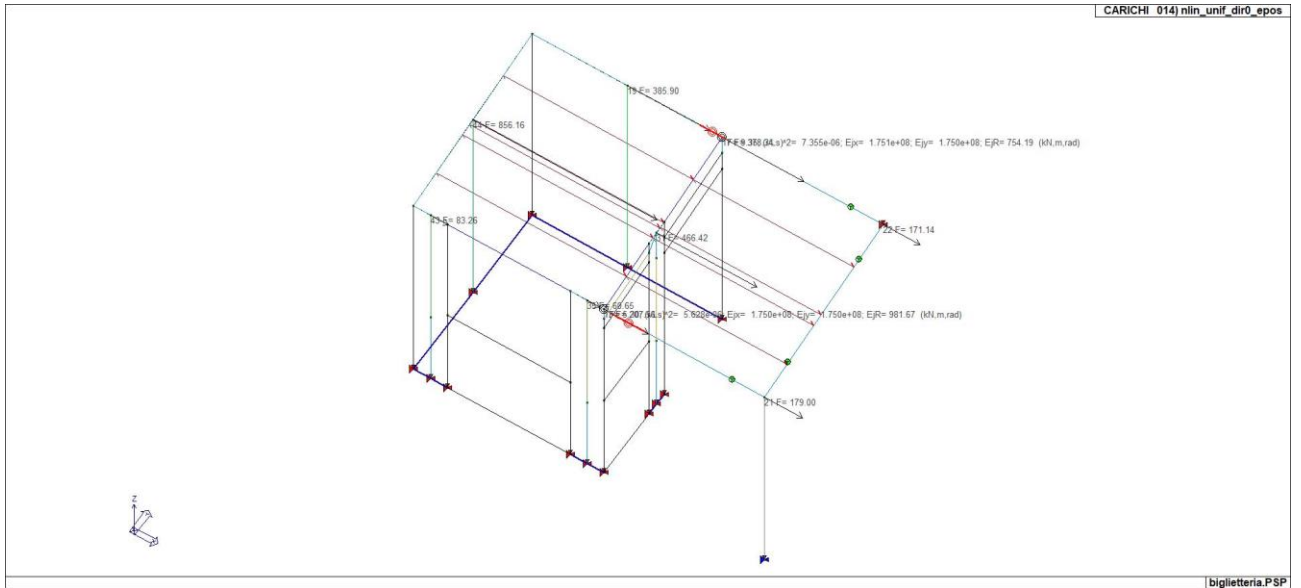 CARICHI 014) nlin_unif_dir0_epos
19 F= 385.90
44 F= 856.16
Ejx= 1.751e+08; Ejy= 1.750e+08; EjR= 754.19 (kN,m,rad)
43 F= 83.26
F= 466.42
22 F= 171.14
Ejx= 1.750e+08; Ejy= 1.750e+08; EjR= 981.67 (kN,m,rad)
21 F= 179.00
Z
biglietteria.PSP